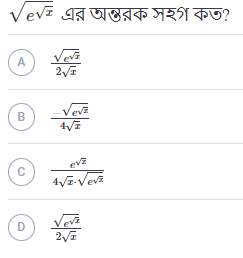 √(e^√x) এর অন্তরক সহগ কত?
A √(e^√x) / 2√x
B −√(e^√x) / 4√x
C e^√x / 4√x·√(e^√x)
D √(e^√x) / 2√x